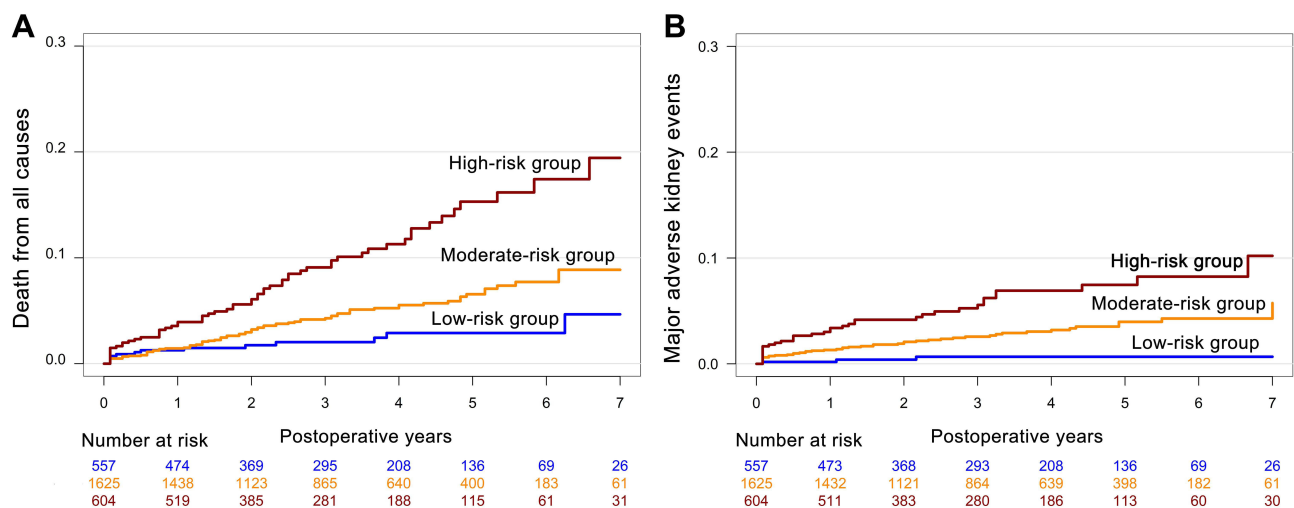 A
Death from all causes
0.3
0.2
0.1
0.0
High-risk group
Moderate-risk group
Low-risk group
0 1 2 3 4 5 6 7
Number at risk
Postoperative years
557 474 369 295 208 136 69 26
1625 1438 1123 865 640 400 183 61
604 519 385 281 188 115 61 31
B
Major adverse kidney events
0.3
0.2
0.1
0.0
High-risk group
Moderate-risk group
Low-risk group
0 1 2 3 4 5 6 7
Number at risk
Postoperative years
557 473 368 293 208 136 69 26
1625 1432 1121 864 639 398 182 61
604 511 383 280 186 113 60 30